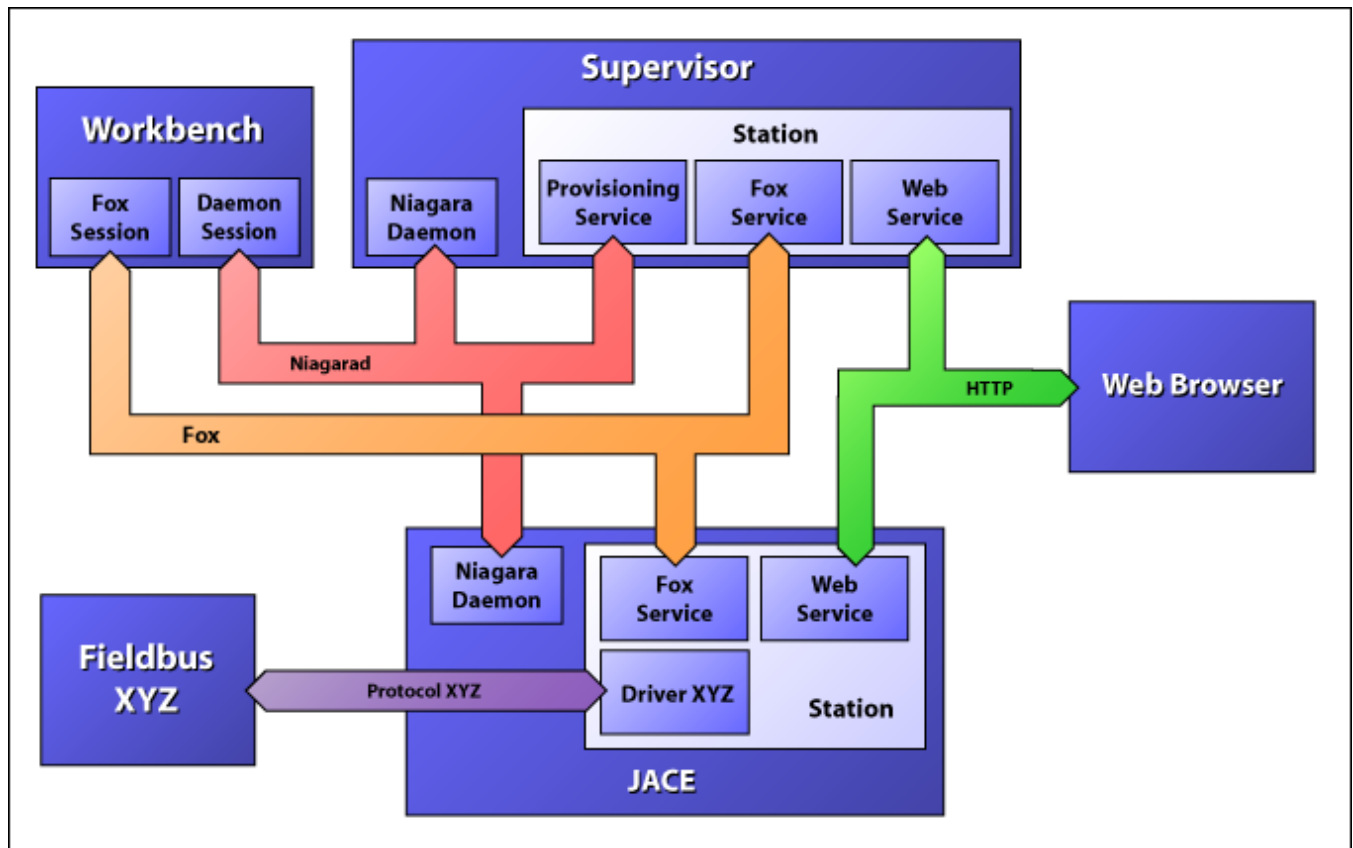 Supervisor
Workbench
Station
Fox
Session
Daemon
Session
Niagara
Daemon
Provisioning
Service
Fox
Service
Web
Service
Niagarad
HTTP
Web Browser
Fox
Niagara
Daemon
Fox
Service
Web
Service
Fieldbus
XYZ
Protocol XYZ
Driver XYZ
Station
JACE